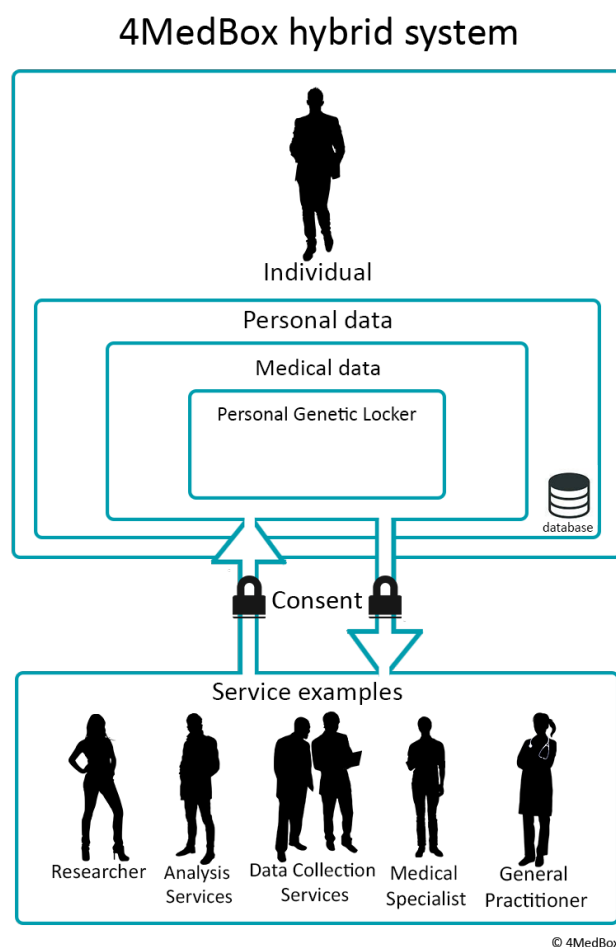 4MedBox hybrid system
Individual
Personal data
Medical data
Personal Genetic Locker
database
Consent
Service examples
Researcher
Analysis
Services
Data Collection
Services
Medical
Specialist
General
Practitioner
© 4MedBox